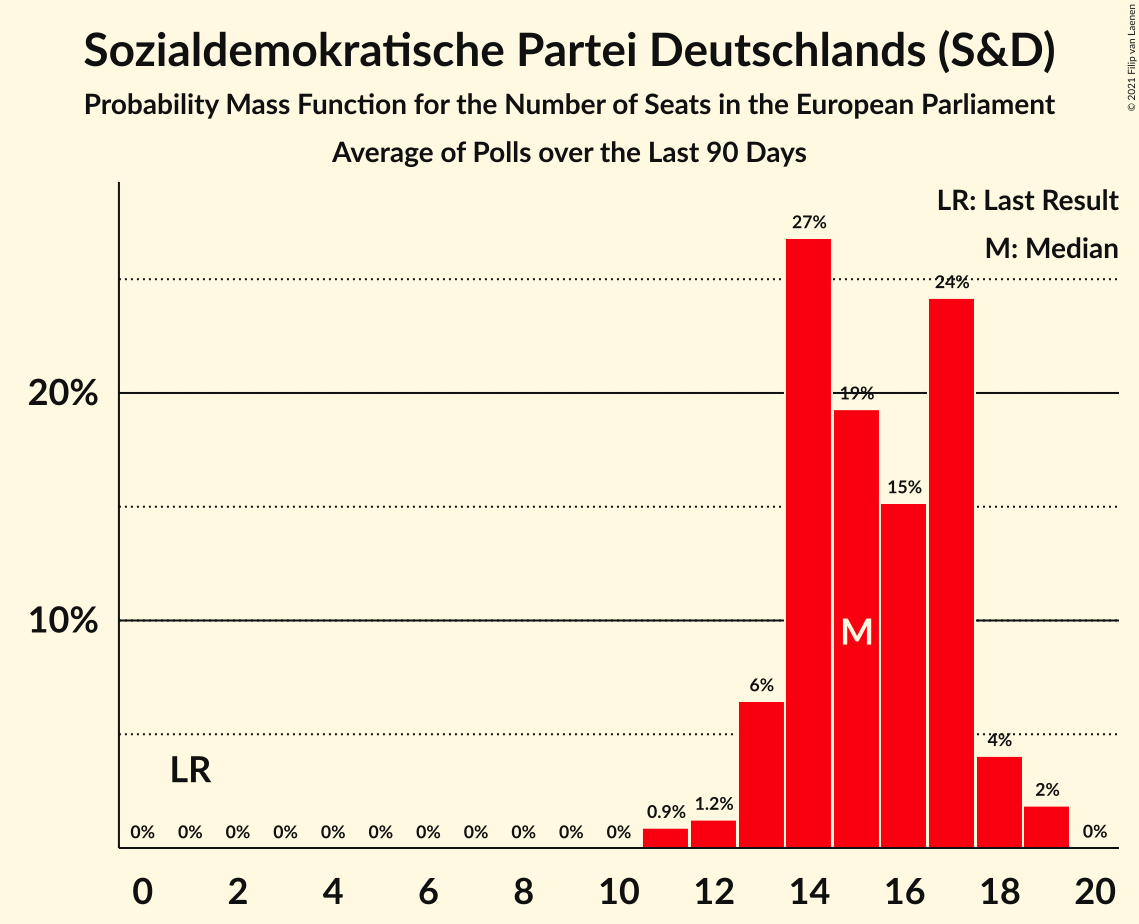 Sozialdemokratische Partei Deutschlands (S&D)
Probability Mass Function for the Number of Seats in the European Parliament
Average of Polls over the Last 90 Days
© 2021 Filip van Laenen
LR: Last Result
M: Median
27%
24%
20%
19%
15%
10%
M
6%
4%
LR
2%
0% 0% 0% 0% 0% 0% 0% 0% 0% 0% 0% 0.9% 1.2% 0%
0 2 4 6 8 10 12 14 16 18 20